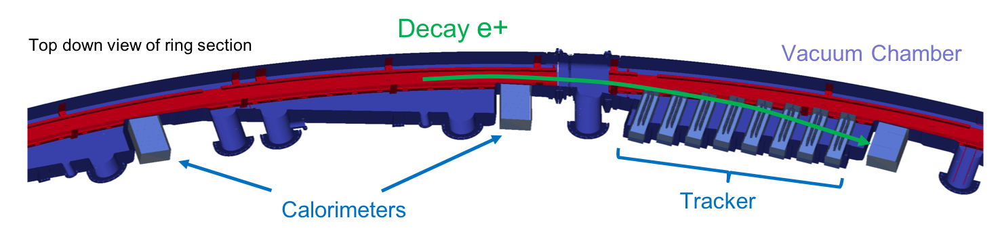 Decay e+
Top down view of ring section
Vacuum Chamber
Calorimeters
Tracker